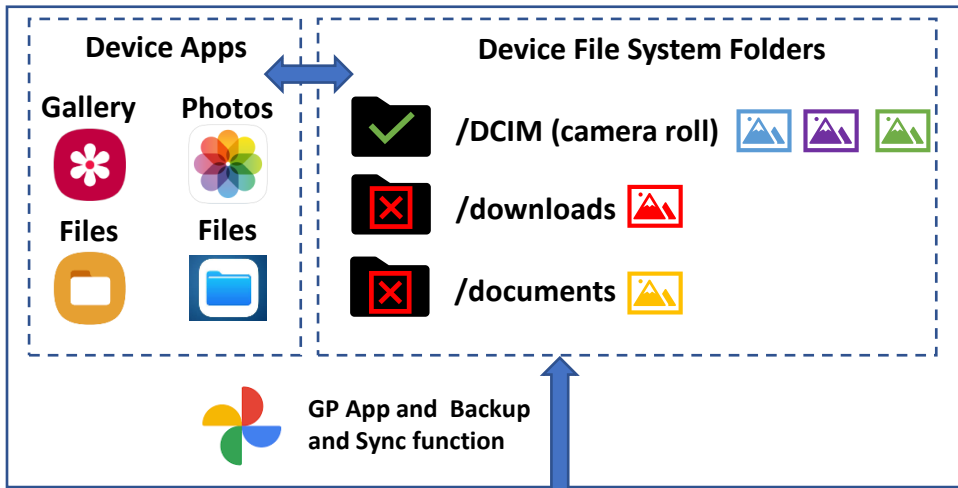 Device Apps
Gallery Photos
Files Files
Device File System Folders
/DCIM (camera roll)
/downloads
/documents
GP App and Backup
and Sync function